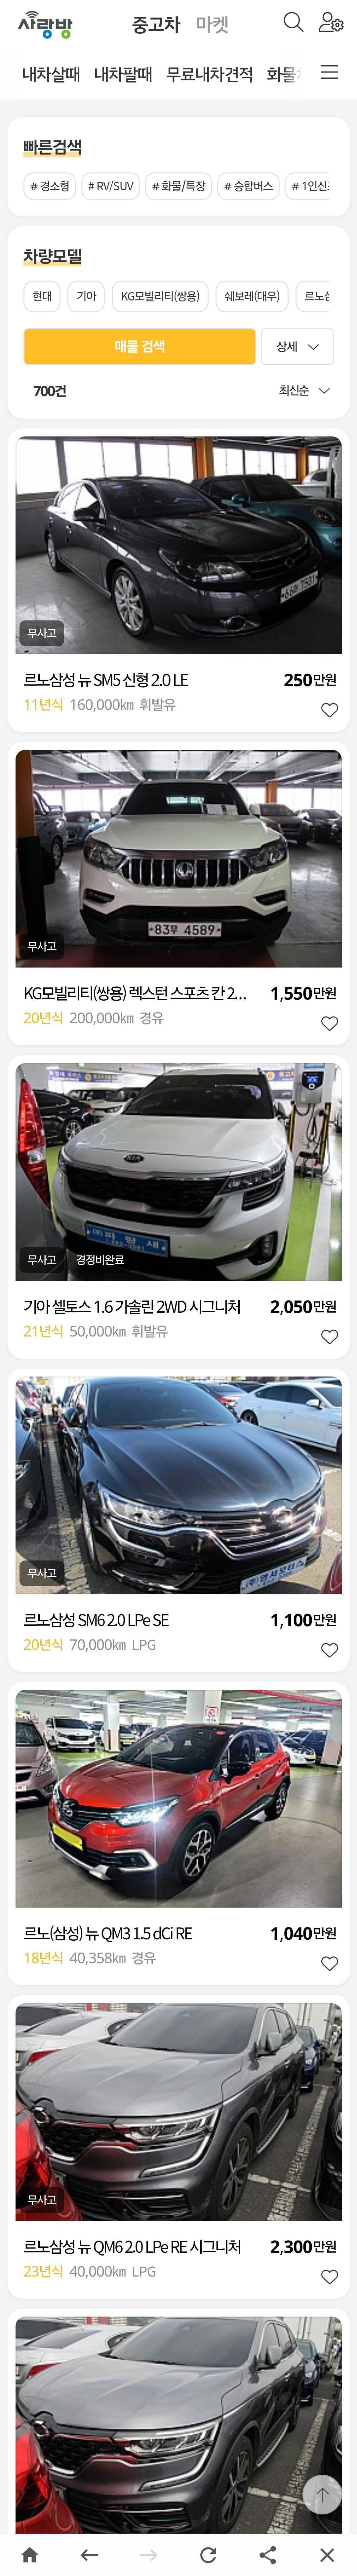 사랑방 중고차 마켓
내차살때 내차팔때 무료내차견적
빠른검색
# 경소형 # RV/SUV # 화물/특장 # 승합버스 # 1인신
차량모델
현대 기아 KG모빌리티(쌍용) 쉐보레(대우) 르노삼
매물 검색 상세
700건 최신순
무사고
르노삼성 뉴 SM5 신형 2.0 LE 250만원
11년식 160,000㎞ 휘발유
83무 4589
무사고
KG모빌리티(쌍용) 렉스턴 스포츠 칸 2... 1,550만원
20년식 200,000㎞ 경유
KIA
무사고 경정비완료
기아 셀토스 1.6 가솔린 2WD 시그니처 2,050만원
21년식 50,000㎞ 휘발유
무사고
르노삼성 SM6 2.0 LPe SE 1,100만원
20년식 70,000㎞ LPG
르노(삼성) 뉴 QM3 1.5 dCi RE 1,040만원
18년식 40,358㎞ 경유
무사고
르노삼성 뉴 QM6 2.0 LPe RE 시그니처 2,300만원
23년식 40,000㎞ LPG